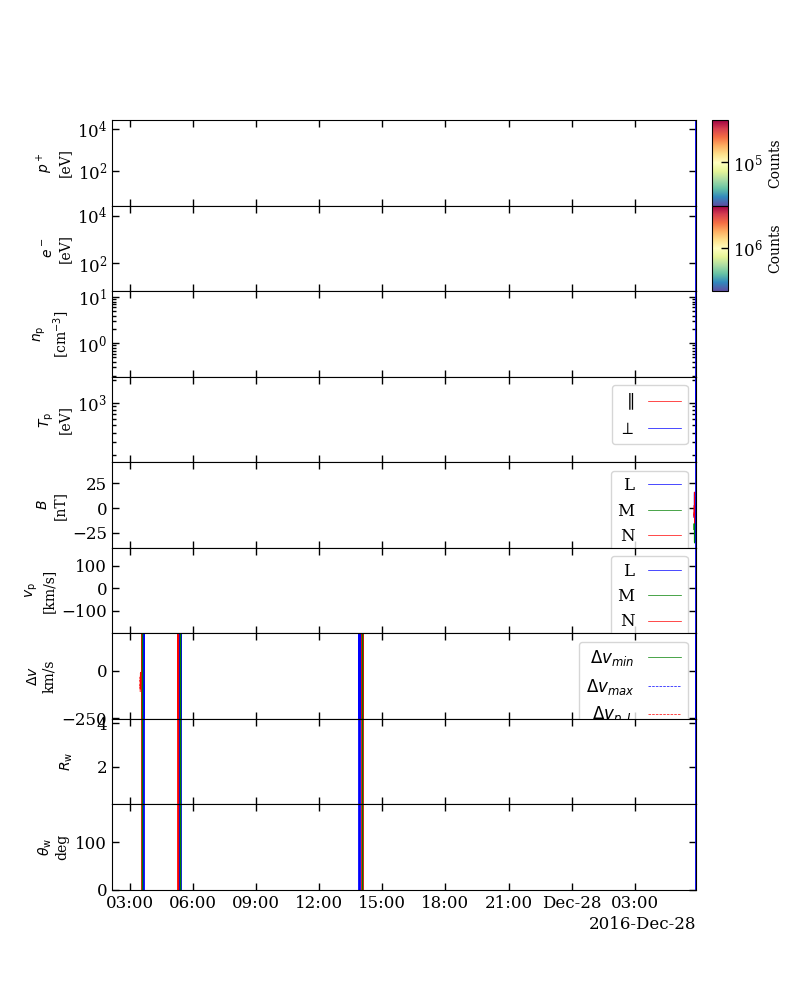 10⁴
10²
p⁺
[eV]
10⁵
Counts
10⁴
10²
e⁻
[eV]
10⁶
Counts
10¹
10⁰
nₚ
[cm⁻³]
10³
Tₚ
[eV]
∥
⊥
25
0
−25
B
[nT]
L
M
N
100
0
−100
vₚ
[km/s]
L
M
N
0
−250
Δv
km/s
Δv_min
Δv_max
4
2
R_w
100
0
θ_w
deg
03:00 06:00 09:00 12:00 15:00 18:00 21:00 Dec-28 03:00
2016-Dec-28